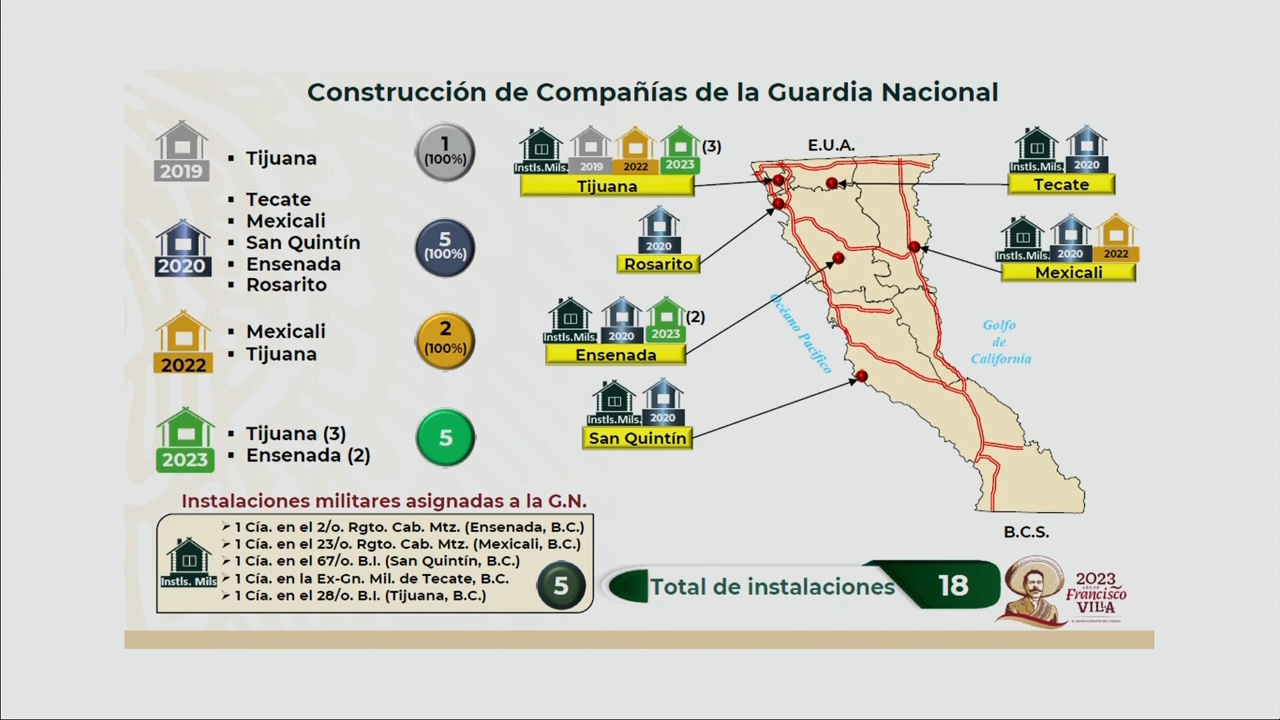 Construcción de Compañías de la Guardia Nacional
2019
▪ Tijuana
1
(100%)
2020
▪ Tecate
▪ Mexicali
▪ San Quintín
▪ Ensenada
▪ Rosarito
5
(100%)
2022
▪ Mexicali
▪ Tijuana
2
(100%)
2023
▪ Tijuana (3)
▪ Ensenada (2)
5
Instls.Mils. 2019 2022 2023 (3)
Tijuana
2020
Rosarito
Instls.Mils. 2020 2023 (2)
Ensenada
Instls.Mils. 2020
San Quintín
E.U.A.
Instls.Mils. 2020
Tecate
Instls.Mils. 2020 2022
Mexicali
Océano Pacífico
Golfo
de
California
B.C.S.
Instalaciones militares asignadas a la G.N.
Instls. Mils
➢ 1 Cía. en el 2/o. Rgto. Cab. Mtz. (Ensenada, B.C.)
➢ 1 Cía. en el 23/o. Rgto. Cab. Mtz. (Mexicali, B.C.)
➢ 1 Cía. en el 67/o. B.I. (San Quintín, B.C.)
➢ 1 Cía. en la Ex-Gn. Mil. de Tecate, B.C.
➢ 1 Cía. en el 28/o. B.I. (Tijuana, B.C.)
5
Total de instalaciones 18
2023
Francisco
VILLA